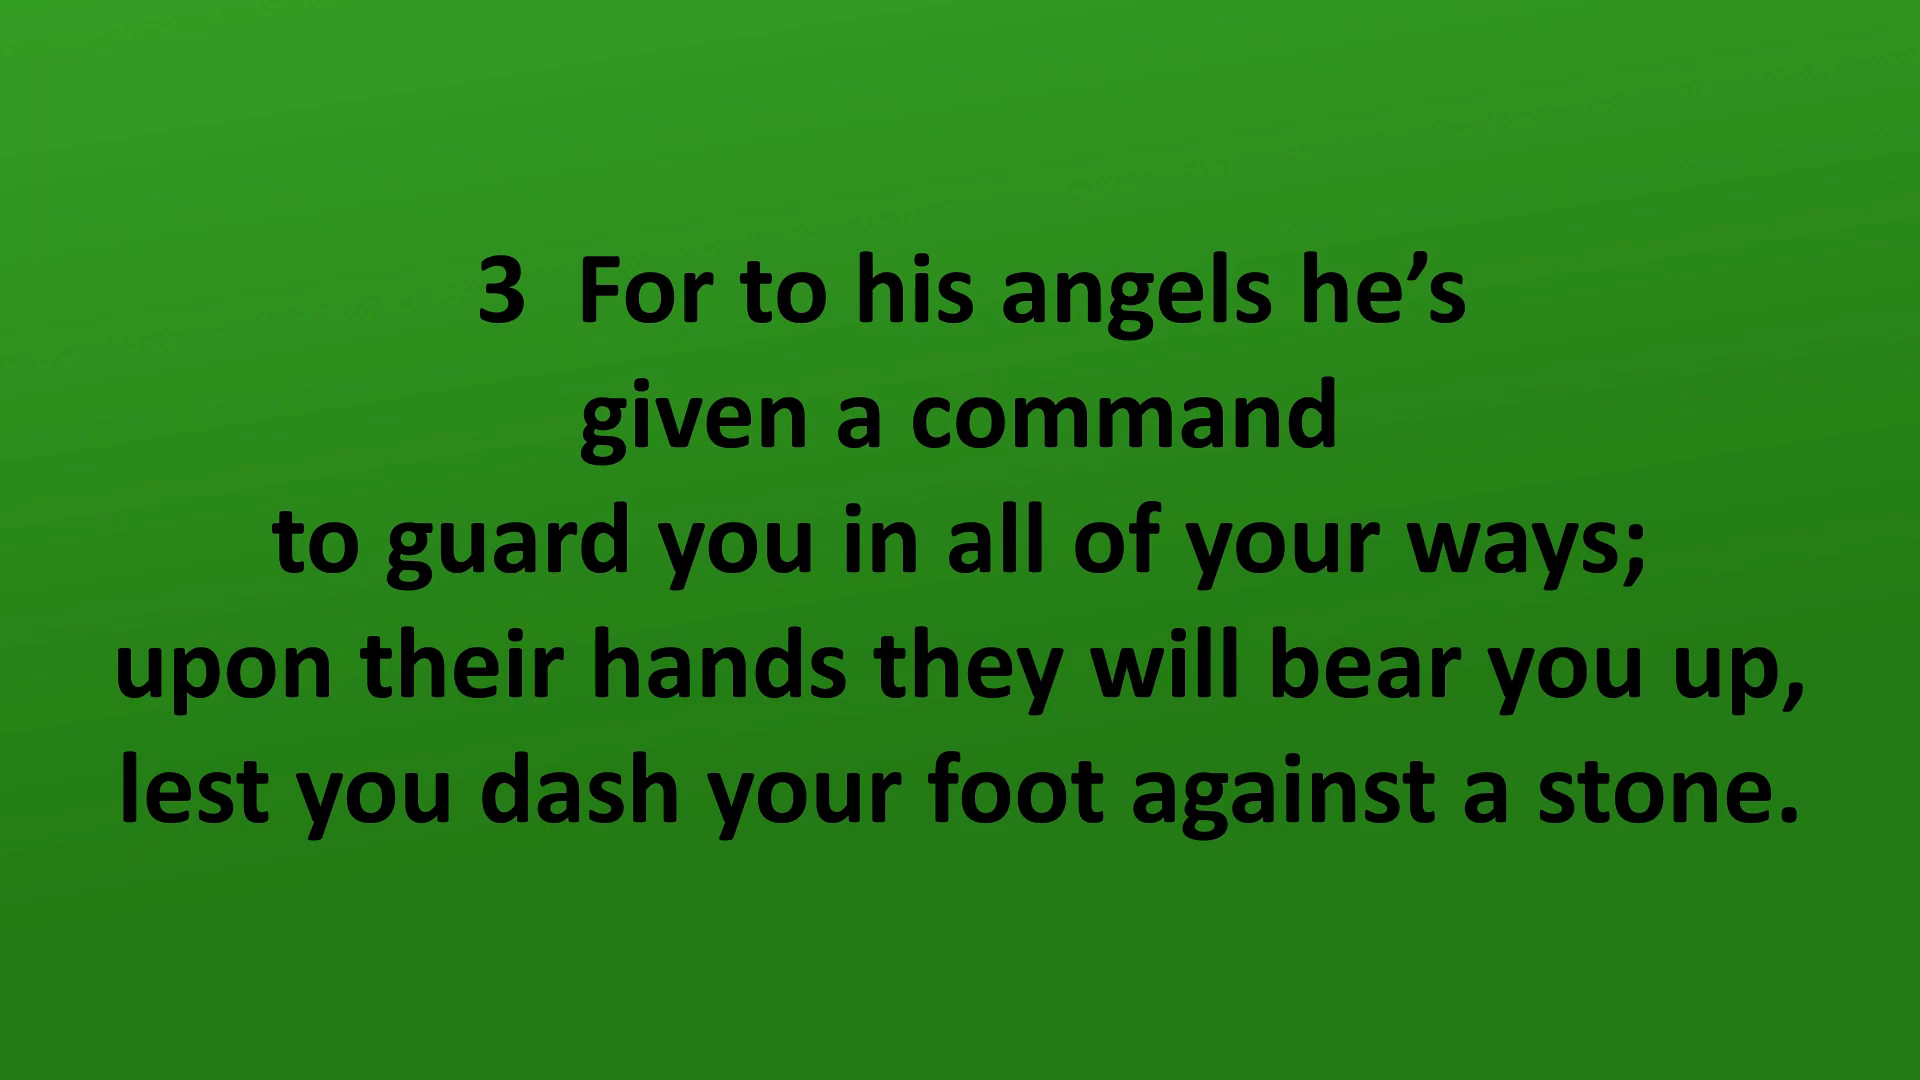 3  For to his angels he’s
given a command
to guard you in all of your ways;
upon their hands they will bear you up,
lest you dash your foot against a stone.